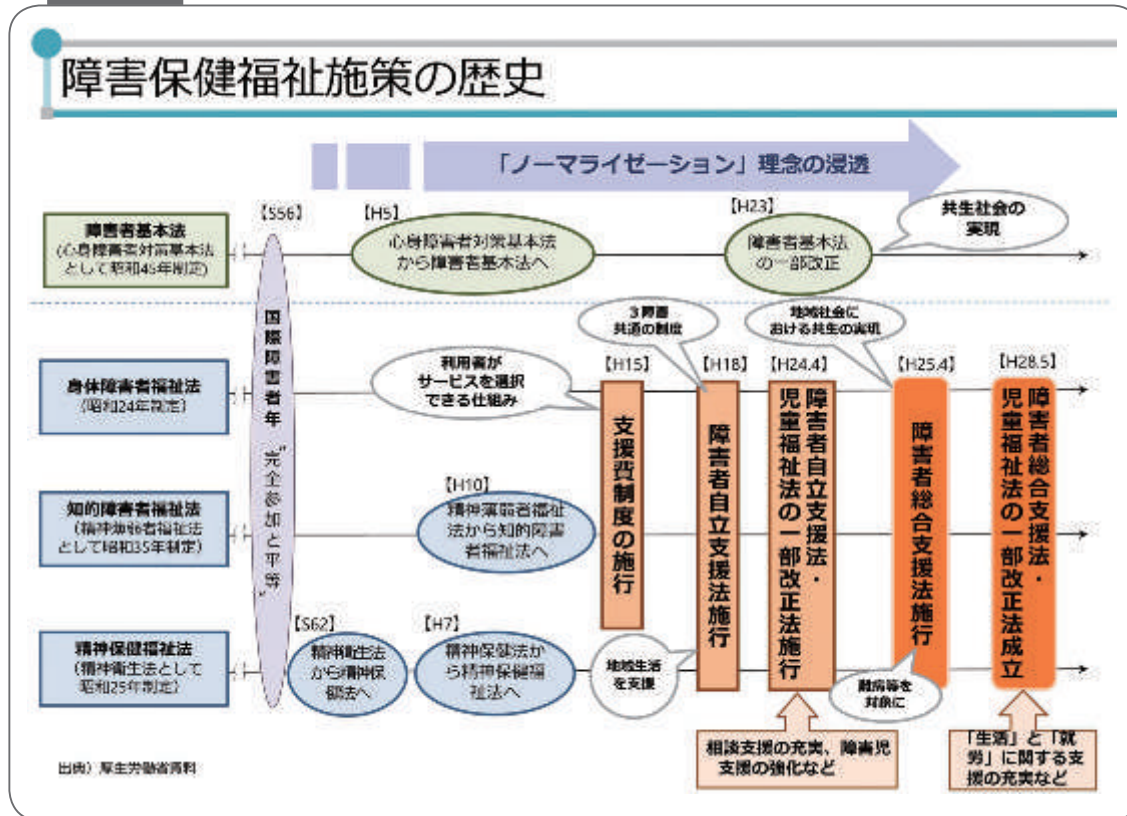 障害保健福祉施策の歴史
「ノーマライゼーション」理念の浸透
障害者基本法
(心身障害者対策基本法
として昭和45年制定)
【S56】
国際障害者年
“完全参加と平等”
【H5】
心身障害者対策基本法
から障害者基本法へ
【H23】
障害者基本法
の一部改正
共生社会の
実現
身体障害者福祉法
(昭和24年制定)
利用者が
サービスを選択
できる仕組み
3障害
共通の制度
地域社会に
おける共生の実現
【H15】
支援費制度の施行
【H18】
障害者自立支援法施行
【H24.4】
障害者自立支援法・
児童福祉法の一部改正法施行
【H25.4】
障害者総合支援法施行
【H28.5】
障害者総合支援法・
児童福祉法の一部改正法成立
知的障害者福祉法
(精神薄弱者福祉法
として昭和35年制定)
【H10】
精神薄弱者福祉
法から知的障害
者福祉法へ
精神保健福祉法
(精神衛生法として
昭和25年制定)
【S62】
精神衛生法
から精神保
健法へ
【H7】
精神保健法か
ら精神保健福
祉法へ
地域生活
を支援
難病等を
対象に
相談支援の充実、障害児
支援の強化など
「生活」と「就
労」に関する支
援の充実など
出典）厚生労働省資料